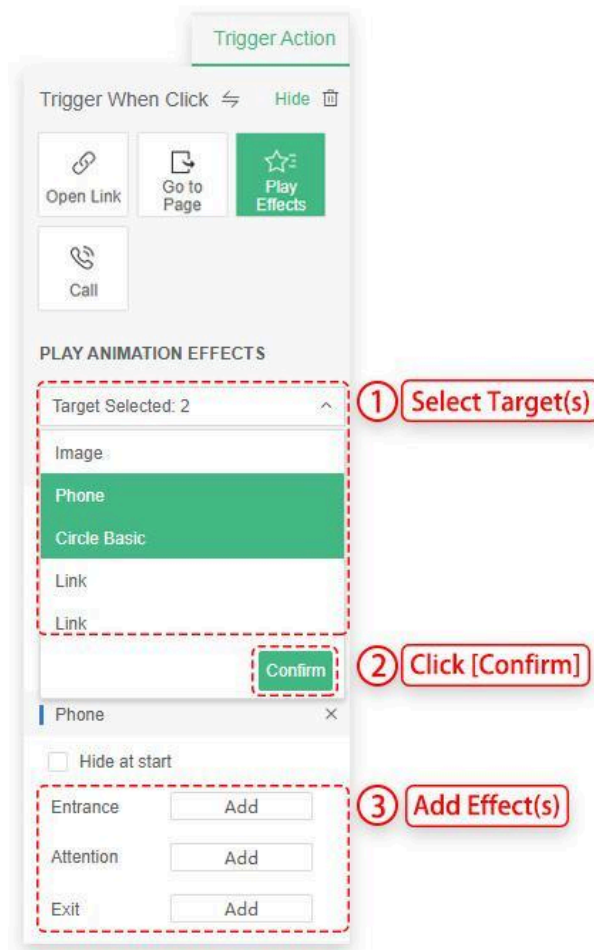 Trigger Action
Trigger When Click Hide
Open Link
Go to
Page
Play
Effects
Call
PLAY ANIMATION EFFECTS
Target Selected: 2
1 Select Target(s)
Image
Phone
Circle Basic
Link
Link
Confirm
2 Click [Confirm]
Phone
Hide at start
Entrance Add
3 Add Effect(s)
Attention Add
Exit Add